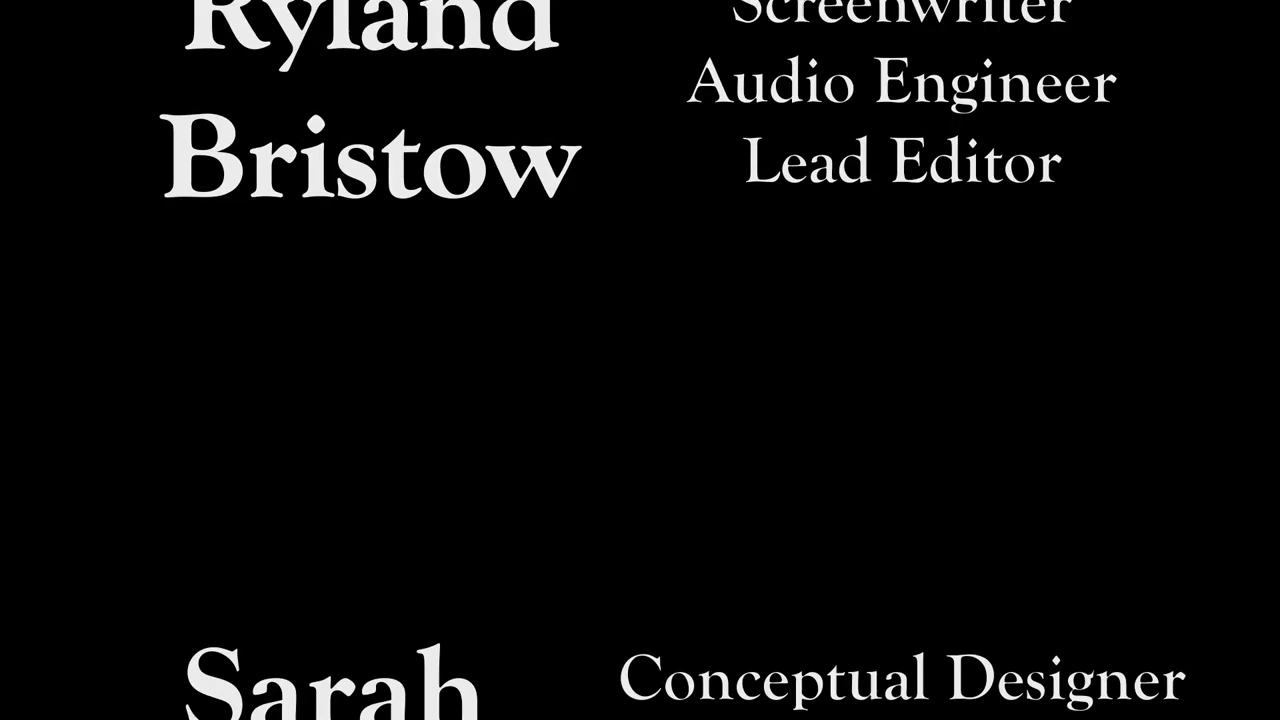 Ryland
Bristow
Screenwriter
Audio Engineer
Lead Editor
Sarah
Conceptual Designer